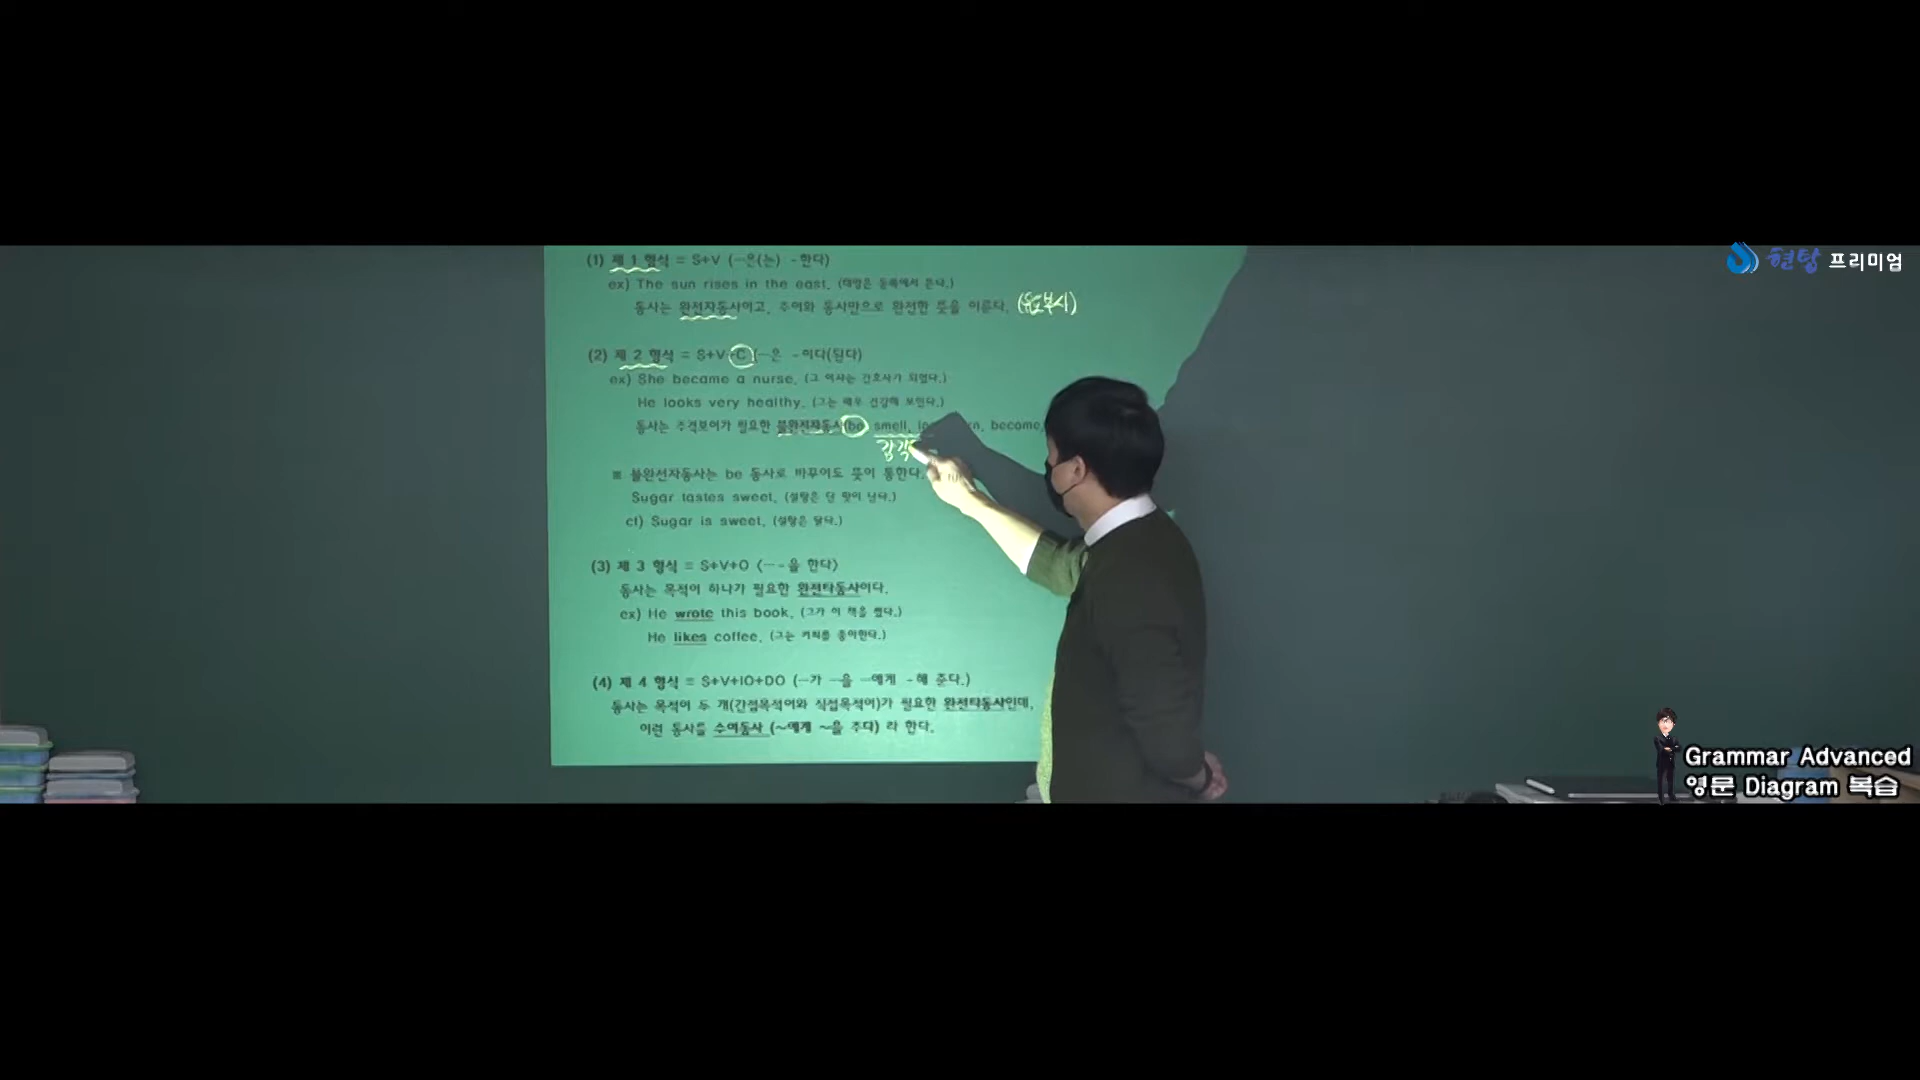 (1) 제 1 형식 = S+V (…은(는) -한다)
ex) The sun rises in the east. (태양은 동쪽에서 뜬다.)
동사는 완전자동사이고, 주어와 동사만으로 완전한 뜻을 이룬다.
(2) 제 2 형식 = S+V+C (…은 -이다(된다)
ex) She became a nurse. (그 여자는 간호사가 되었다.)
He looks very healthy. (그는 매우 건강해 보인다.)
동사는 주격보어가 필요한 불완전자동사(be smell, become,
감각
※ 불완전자동사는 be 동사로 바꾸어도 뜻이 통한다.
Sugar tastes sweet. (설탕은 단 맛이 난다.)
cf) Sugar is sweet. (설탕은 달다.)
(3) 제 3 형식 = S+V+O (…-을 한다)
동사는 목적어 하나가 필요한 완전타동사이다.
ex) He wrote this book. (그가 이 책을 썼다.)
He likes coffee. (그는 커피를 좋아한다.)
(4) 제 4 형식 = S+V+IO+DO (…가 …을 …에게 -해 준다.)
동사는 목적어 두 개(간접목적어와 직접목적어)가 필요한 완전타동사인데,
이런 동사를 수여동사 (~에게 ~을 주다) 라 한다.
현탑 프리미엄
Grammar Advanced
영문 Diagram 복습